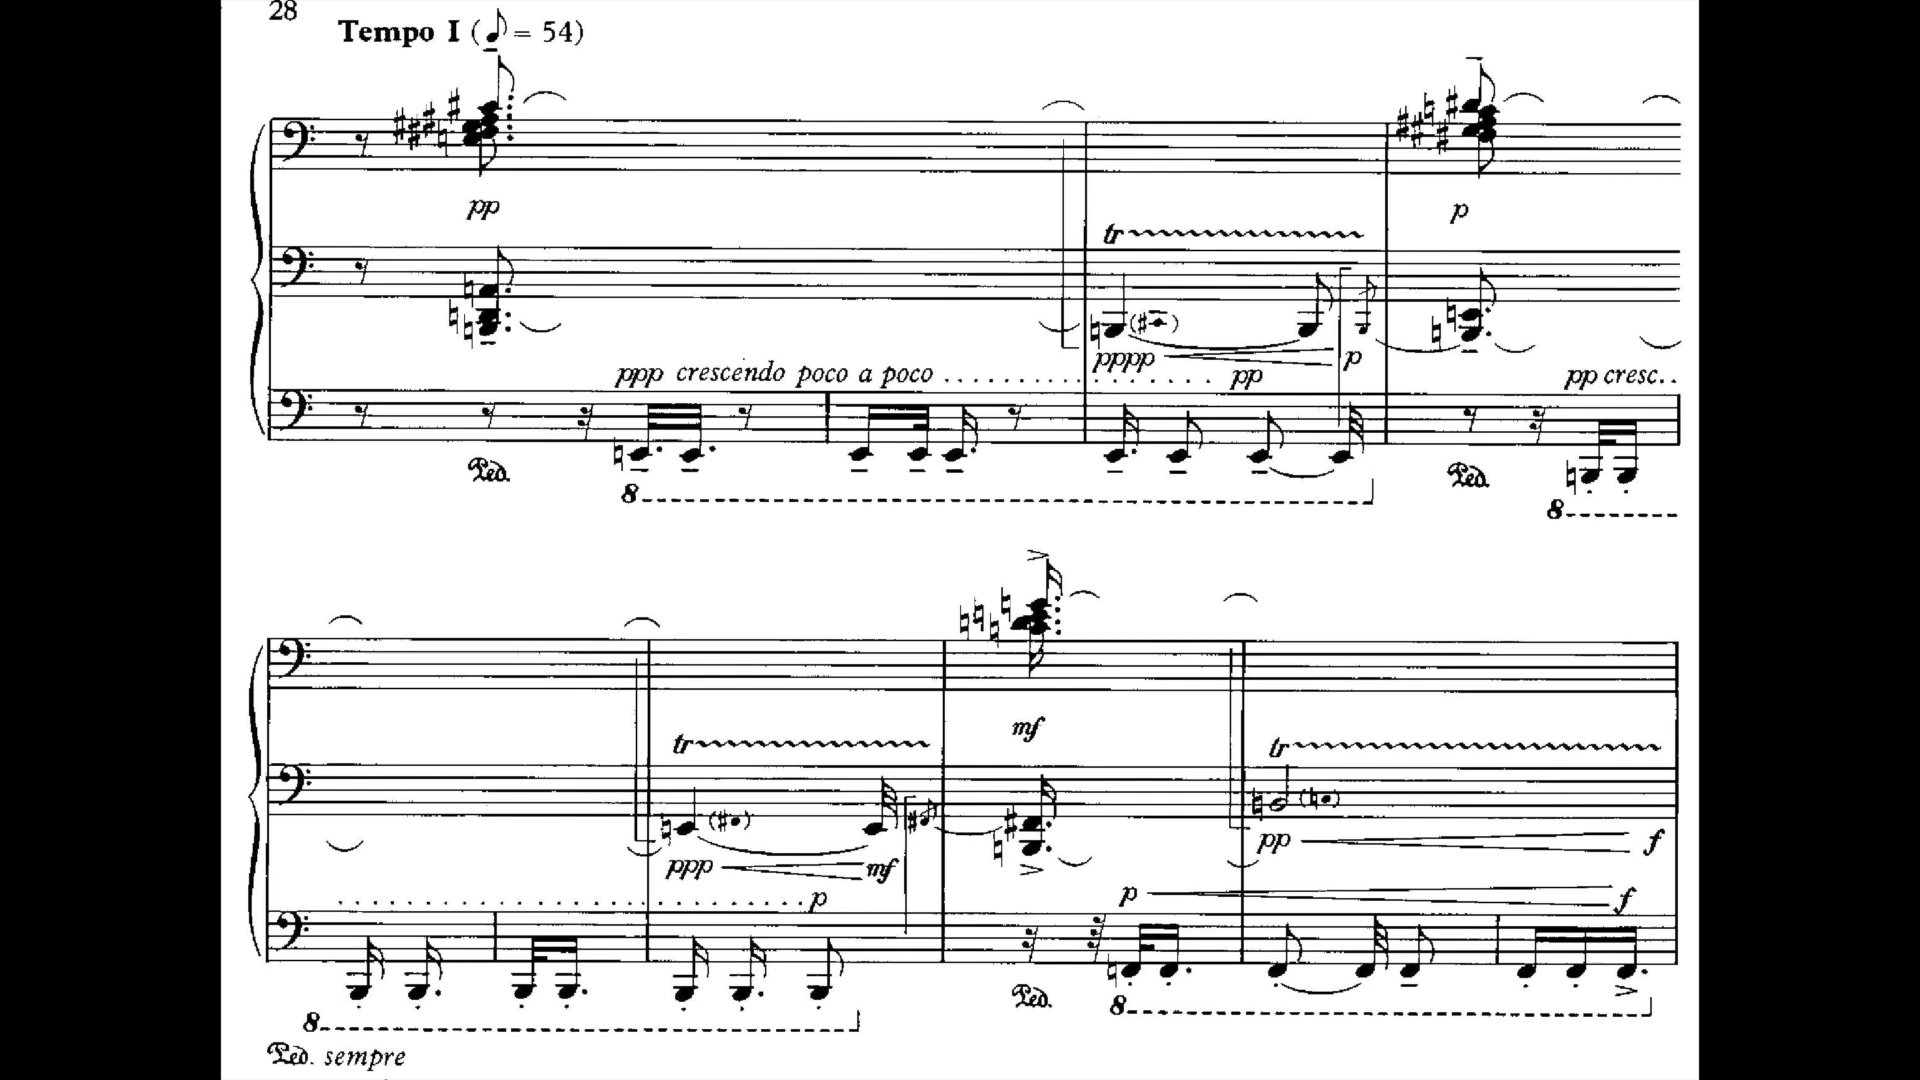 28
Tempo I (♪ = 54)
pp
p
tr
pppp
p
ppp crescendo poco a poco . . . . . . . . . . . . . . . . . . pp
pp cresc. .
Ped.
Ped.
8
8
mf
tr
tr
ppp
mf
pp
f
. . . . . . . . . . . . . . . . . . . . . . . p
p
f
Ped.
8
8
Ped. sempre